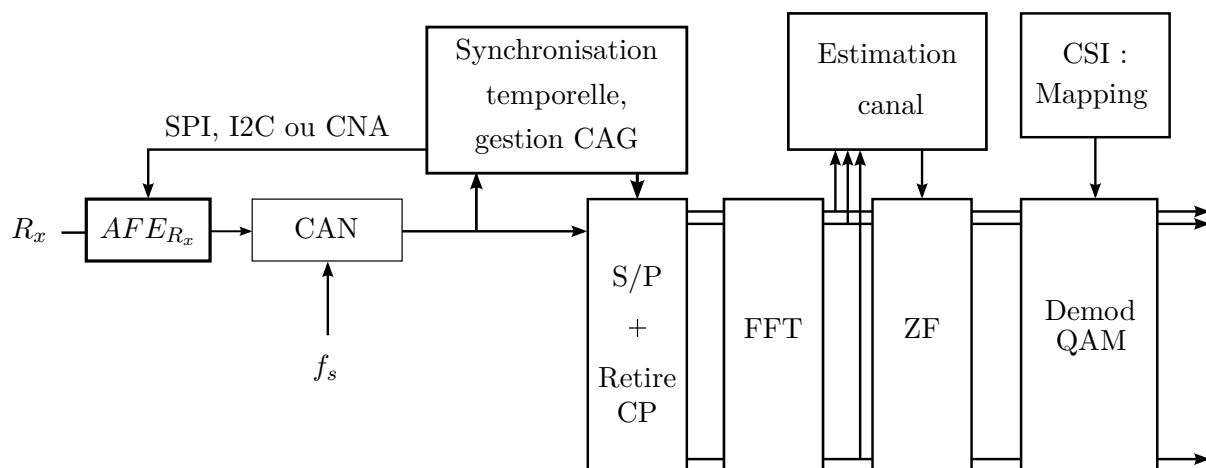 Synchronisation
temporelle,
gestion CAG
Estimation
canal
CSI :
Mapping
SPI, I2C ou CNA
R_x
AFE_{R_x}
CAN
f_s
S/P
+
Retire
CP
FFT
ZF
Demod
QAM